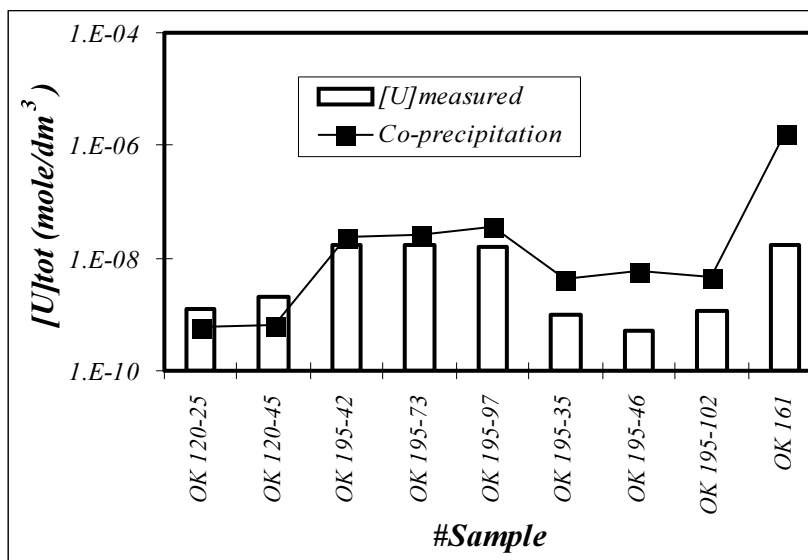 1.E-04
1.E-06
1.E-08
1.E-10
[U]tot (mole/dm3 )
[U]measured
Co-precipitation
OK 120-25
OK 120-45
OK 195-42
OK 195-73
OK 195-97
OK 195-35
OK 195-46
OK 195-102
OK 161
#Sample